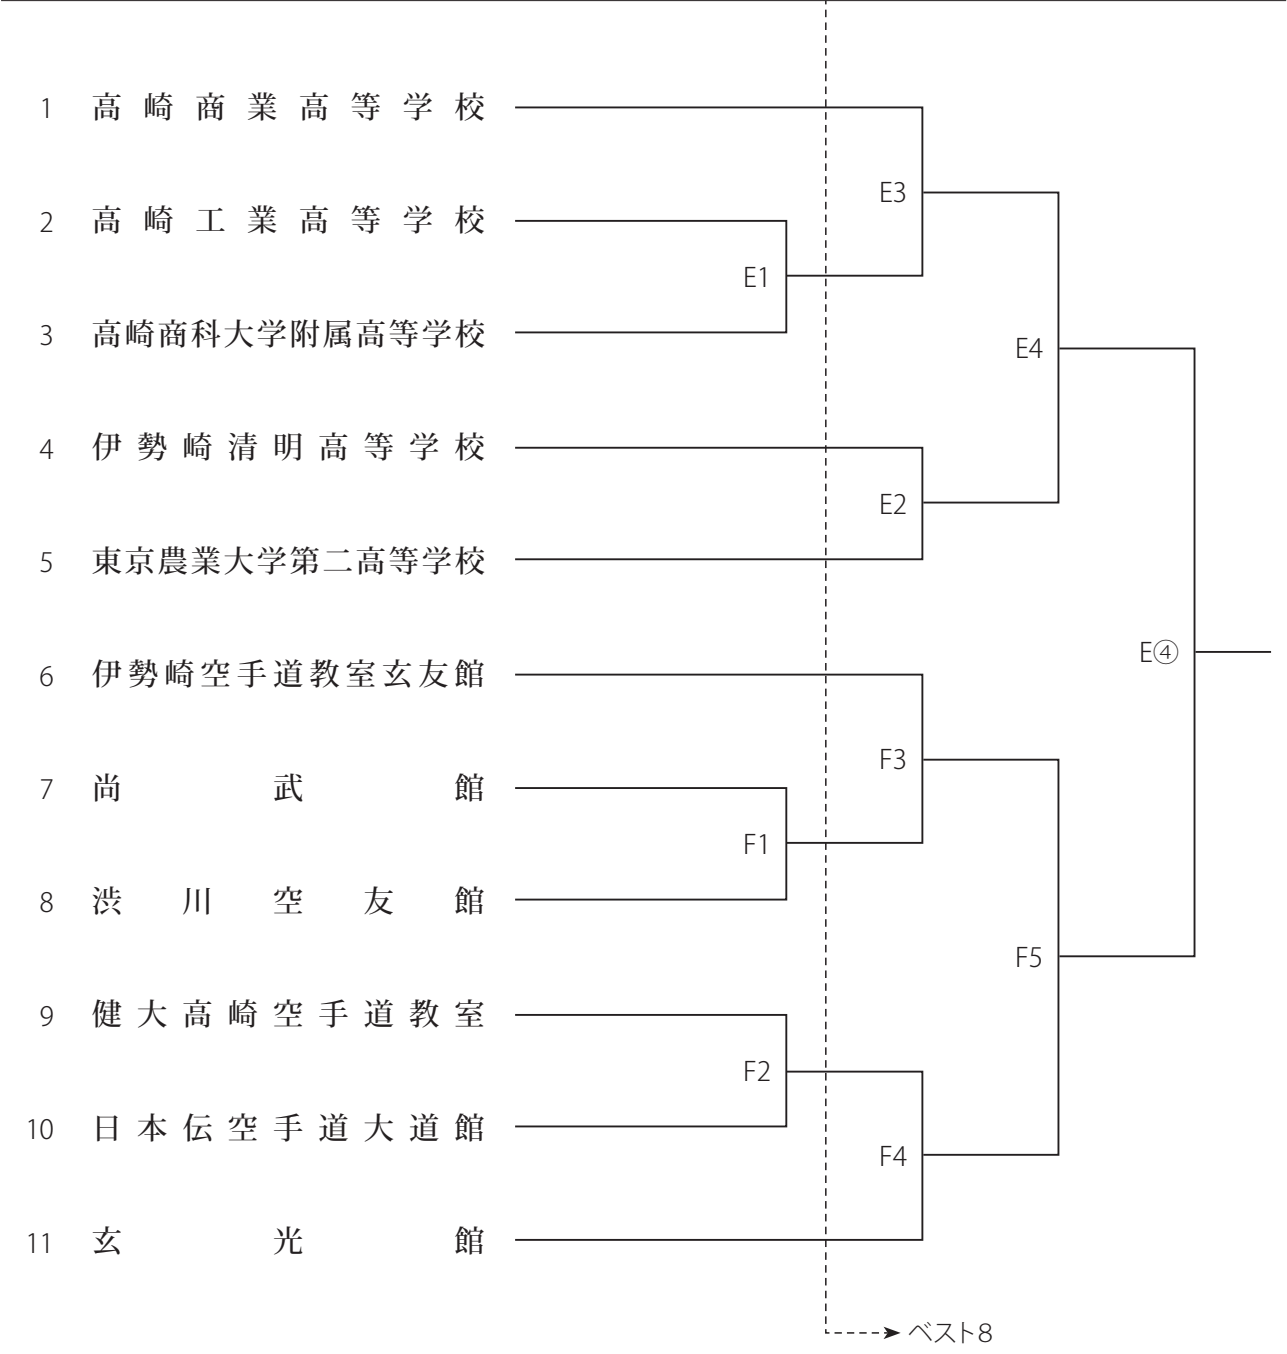 1 高崎商業高等学校
2 高崎工業高等学校
3 高崎商科大学附属高等学校
4 伊勢崎清明高等学校
5 東京農業大学第二高等学校
6 伊勢崎空手道教室玄友館
7 尚武館
8 渋川空友館
9 健大高崎空手道教室
10 日本伝空手道大道館
11 玄光館
E1
F1
F2
E3
E2
F3
F4
E4
F5
E④
ベスト8